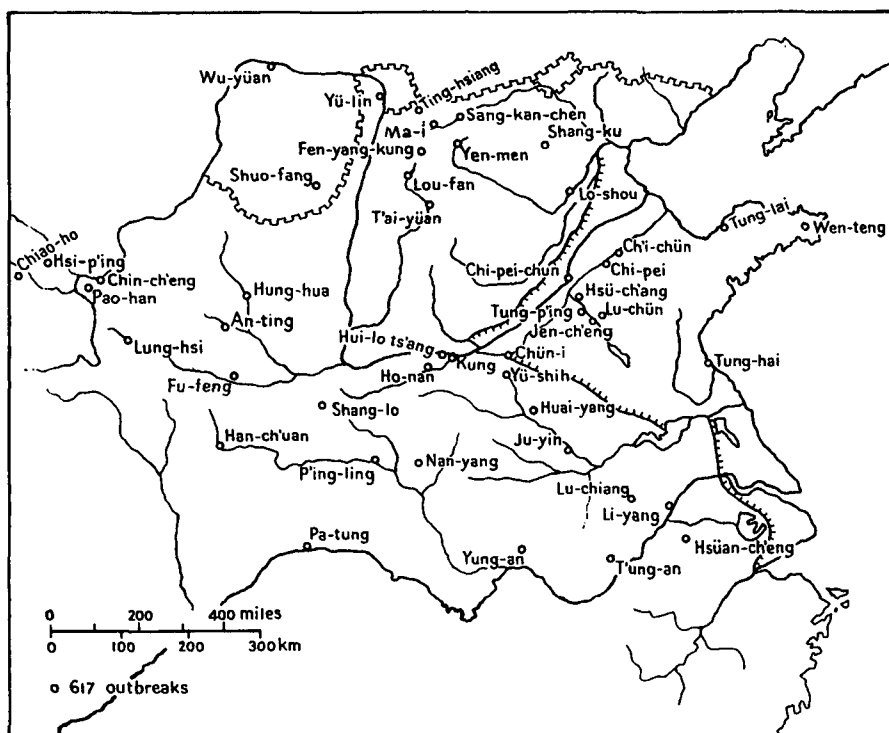 Wu-yüan
Yü-lin
Ting-hsiang
Ma-i
Sang-kan-chen
Shang-ku
Fen-yang-kung
Yen-men
Shuo-fang
Lou-fan
T'ai-yüan
Lo-shou
Tung-lai
Wen-teng
Chiao-ho
Hsi-p'ing
Chin-ch'eng
Pao-han
Hung-hua
Chi-pei-chun
Ch'i-chün
Chi-pei
Hsü-ch'ang
Tung-p'ing
Lu-chün
Jen-ch'eng
An-ting
Lung-hsi
Hui-lo ts'ang
Kung
Chün-i
Tung-hai
Fu-feng
Ho-nan
Yü-shih
Shang-lo
Huai-yang
Han-ch'uan
Ju-yin
P'ing-ling
Nan-yang
Lu-chiang
Li-yang
Pa-tung
Yung-an
T'ung-an
Hsüan-ch'eng
0 200 400 miles
0 100 200 300 km
o 617 outbreaks